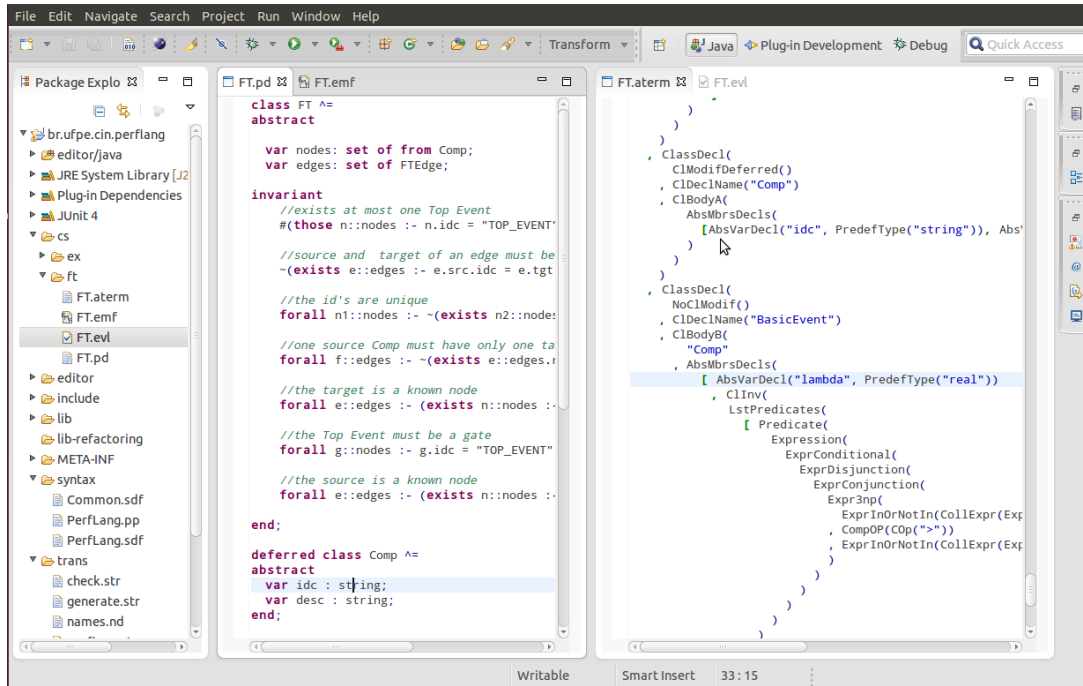 File Edit Navigate Search Project Run Window Help
Transform Java Plug-in Development Debug Quick Access
Package Explo
br.ufpe.cin.perflang
editor/java
JRE System Library [J2
Plug-in Dependencies
JUnit 4
cs
ex
ft
FT.aterm
FT.emf
FT.evl
FT.pd
editor
include
lib
lib-refactoring
META-INF
syntax
Common.sdf
PerfLang.pp
PerfLang.sdf
trans
check.str
generate.str
names.nd
FT.pd FT.emf
class FT ^=
abstract
var nodes: set of from Comp;
var edges: set of FTEdge;
invariant
//exists at most one Top Event
#(those n::nodes :- n.idc = "TOP_EVENT"
//source and target of an edge must be
~(exists e::edges :- e.src.idc = e.tgt
//the id's are unique
forall n1::nodes :- ~(exists n2::nodes
//one source Comp must have only one ta
forall f::edges :- ~(exists e::edges.r
//the target is a known node
forall e::edges :- (exists n::nodes :-
//the Top Event must be a gate
forall g::nodes :- g.idc = "TOP_EVENT"
//the source is a known node
forall e::edges :- (exists n::nodes :-
end;
deferred class Comp ^=
abstract
var idc : string;
var desc : string;
end;
FT.aterm FT.evl
]
)
)
)
, ClassDecl(
ClModifDeferred()
, ClDeclName("Comp")
, ClBodyA(
AbsMbrsDecls(
[AbsVarDecl("idc", PredefType("string")), Abs
)
)
)
, ClassDecl(
NoClModif()
, ClDeclName("BasicEvent")
, ClBodyB(
"Comp"
, AbsMbrsDecls(
[ AbsVarDecl("lambda", PredefType("real"))
, ClInv(
LstPredicates(
[ Predicate(
Expression(
ExprConditional(
ExprDisjunction(
ExprConjunction(
Expr3np(
ExprInOrNotIn(CollExpr(Exp
, CompOP(COp(">"))
, ExprInOrNotIn(CollExpr(Exp
)
)
)
)
)
)
Writable Smart Insert 33 : 15